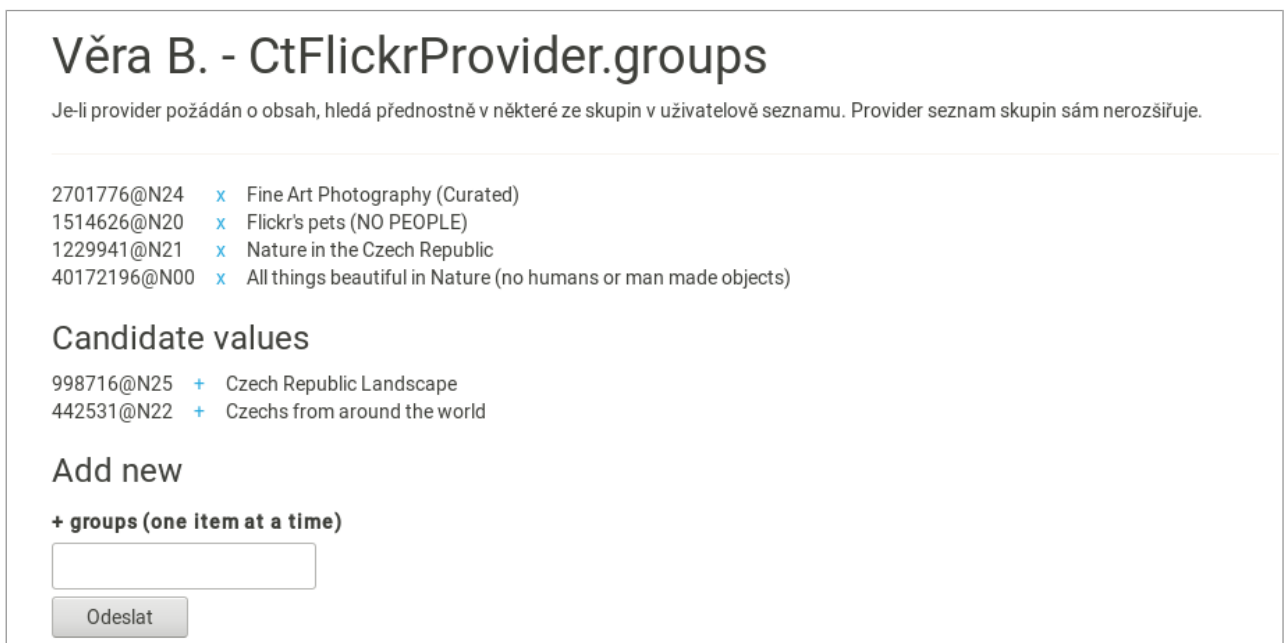 Věra B. - CtFlickrProvider.groups
Je-li provider požádán o obsah, hledá přednostně v některé ze skupin v uživatelově seznamu. Provider seznam skupin sám nerozšiřuje.
2701776@N24 x Fine Art Photography (Curated)
1514626@N20 x Flickr's pets (NO PEOPLE)
1229941@N21 x Nature in the Czech Republic
40172196@N00 x All things beautiful in Nature (no humans or man made objects)
Candidate values
998716@N25 + Czech Republic Landscape
442531@N22 + Czechs from around the world
Add new
+ groups (one item at a time)
Odeslat